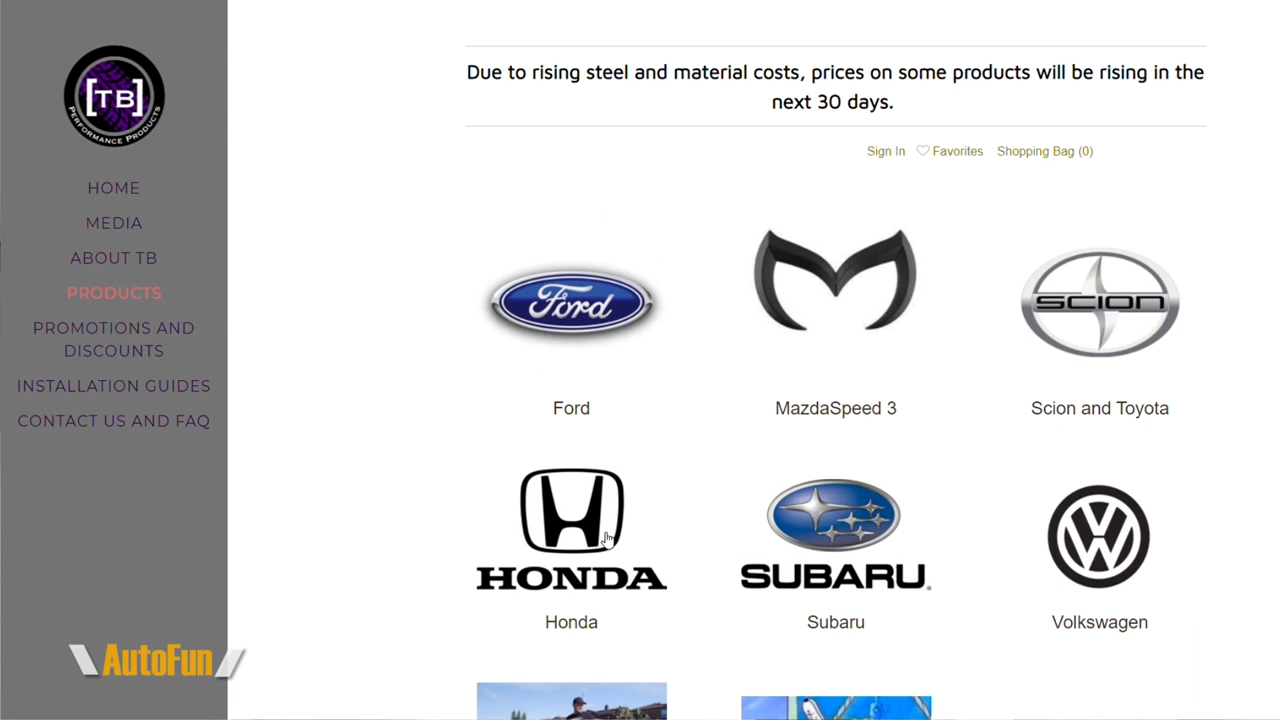 [TB]
PERFORMANCE PRODUCTS
HOME
MEDIA
ABOUT TB
PRODUCTS
PROMOTIONS AND
DISCOUNTS
INSTALLATION GUIDES
CONTACT US AND FAQ
AutoFun
Due to rising steel and material costs, prices on some products will be rising in the
next 30 days.
Sign In Favorites Shopping Bag (0)
Ford
SCION
Ford MazdaSpeed 3 Scion and Toyota
HONDA
SUBARU
VW
Honda Subaru Volkswagen